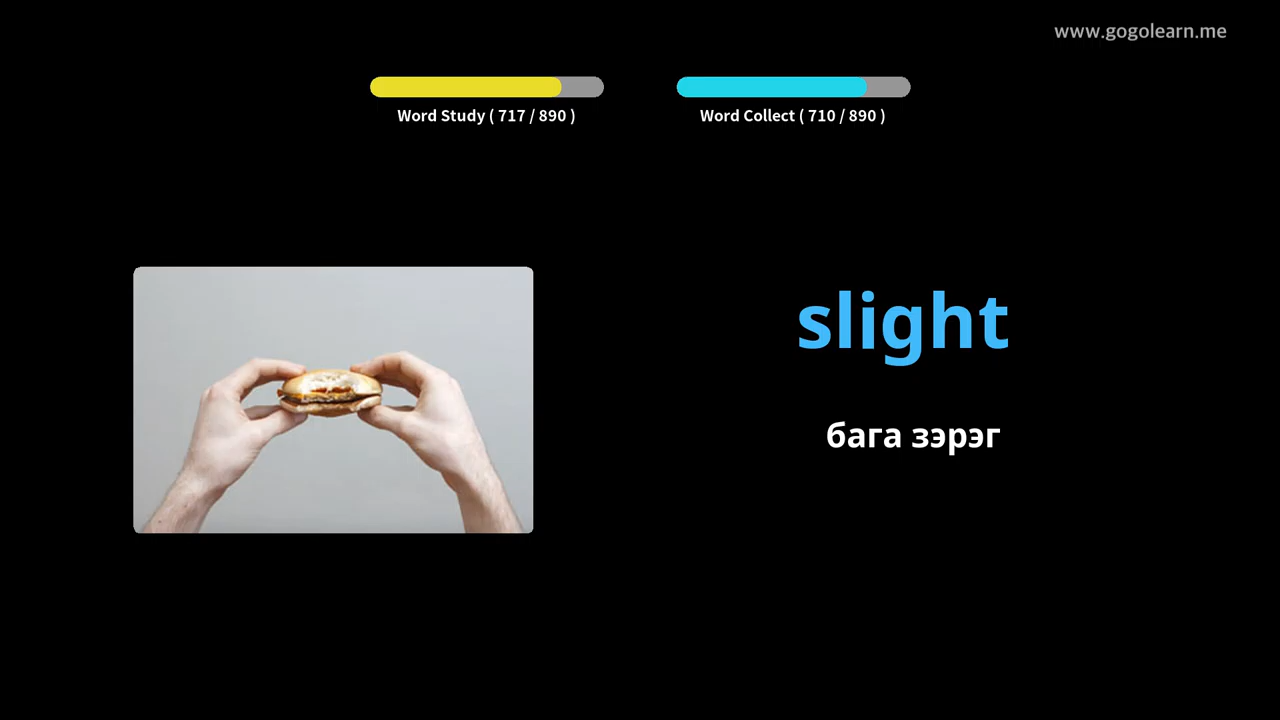 www.gogolearn.me
Word Study ( 717 / 890 )
Word Collect ( 710 / 890 )
slight
бага зэрэг